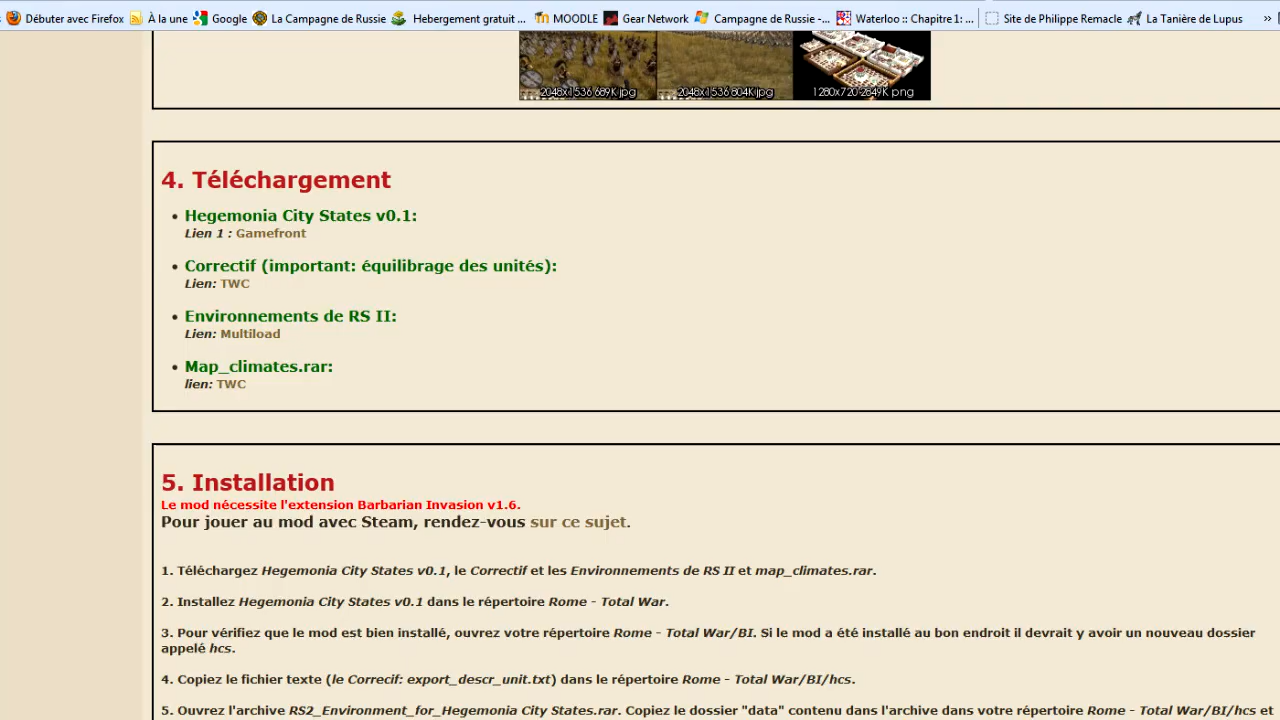 Débuter avec Firefox À la une Google La Campagne de Russie Hebergement gratuit ... MOODLE Gear Network Campagne de Russie -... Waterloo :: Chapitre 1: ... Site de Philippe Remacle La Tanière de Lupus »
2048x1536 689K jpg 2048x1536 804K jpg 1280x720 2849K png
4. Téléchargement
• Hegemonia City States v0.1:
Lien 1 : Gamefront
• Correctif (important: équilibrage des unités):
Lien: TWC
• Environnements de RS II:
Lien: Multiload
• Map_climates.rar:
lien: TWC
5. Installation
Le mod nécessite l'extension Barbarian Invasion v1.6.
Pour jouer au mod avec Steam, rendez-vous sur ce sujet.
1. Téléchargez Hegemonia City States v0.1, le Correctif et les Environnements de RS II et map_climates.rar.
2. Installez Hegemonia City States v0.1 dans le répertoire Rome - Total War.
3. Pour vérifiez que le mod est bien installé, ouvrez votre répertoire Rome - Total War/BI. Si le mod a été installé au bon endroit il devrait y avoir un nouveau dossier
appelé hcs.
4. Copiez le fichier texte (le Correcif: export_descr_unit.txt) dans le répertoire Rome - Total War/BI/hcs.
5. Ouvrez l'archive RS2_Environment_for_Hegemonia City States.rar. Copiez le dossier "data" contenu dans l'archive dans votre répertoire Rome - Total War/BI/hcs et